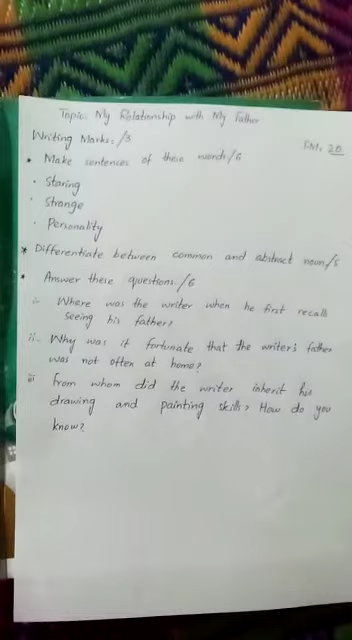 Topic: My Relationship with My Father
Writing Marks:/3
F.M: 20
* Make sentences of these words/6
· Staring
· Strange
· Personality
* Differentiate between common and abstract noun/5
* Answer these questions./6
i- Where was the writer when he first recall
seeing his father?
ii- Why was it fortunate that the writer's father
was not often at home?
iii From whom did the writer inherit his
drawing and painting skills? How do you
know?